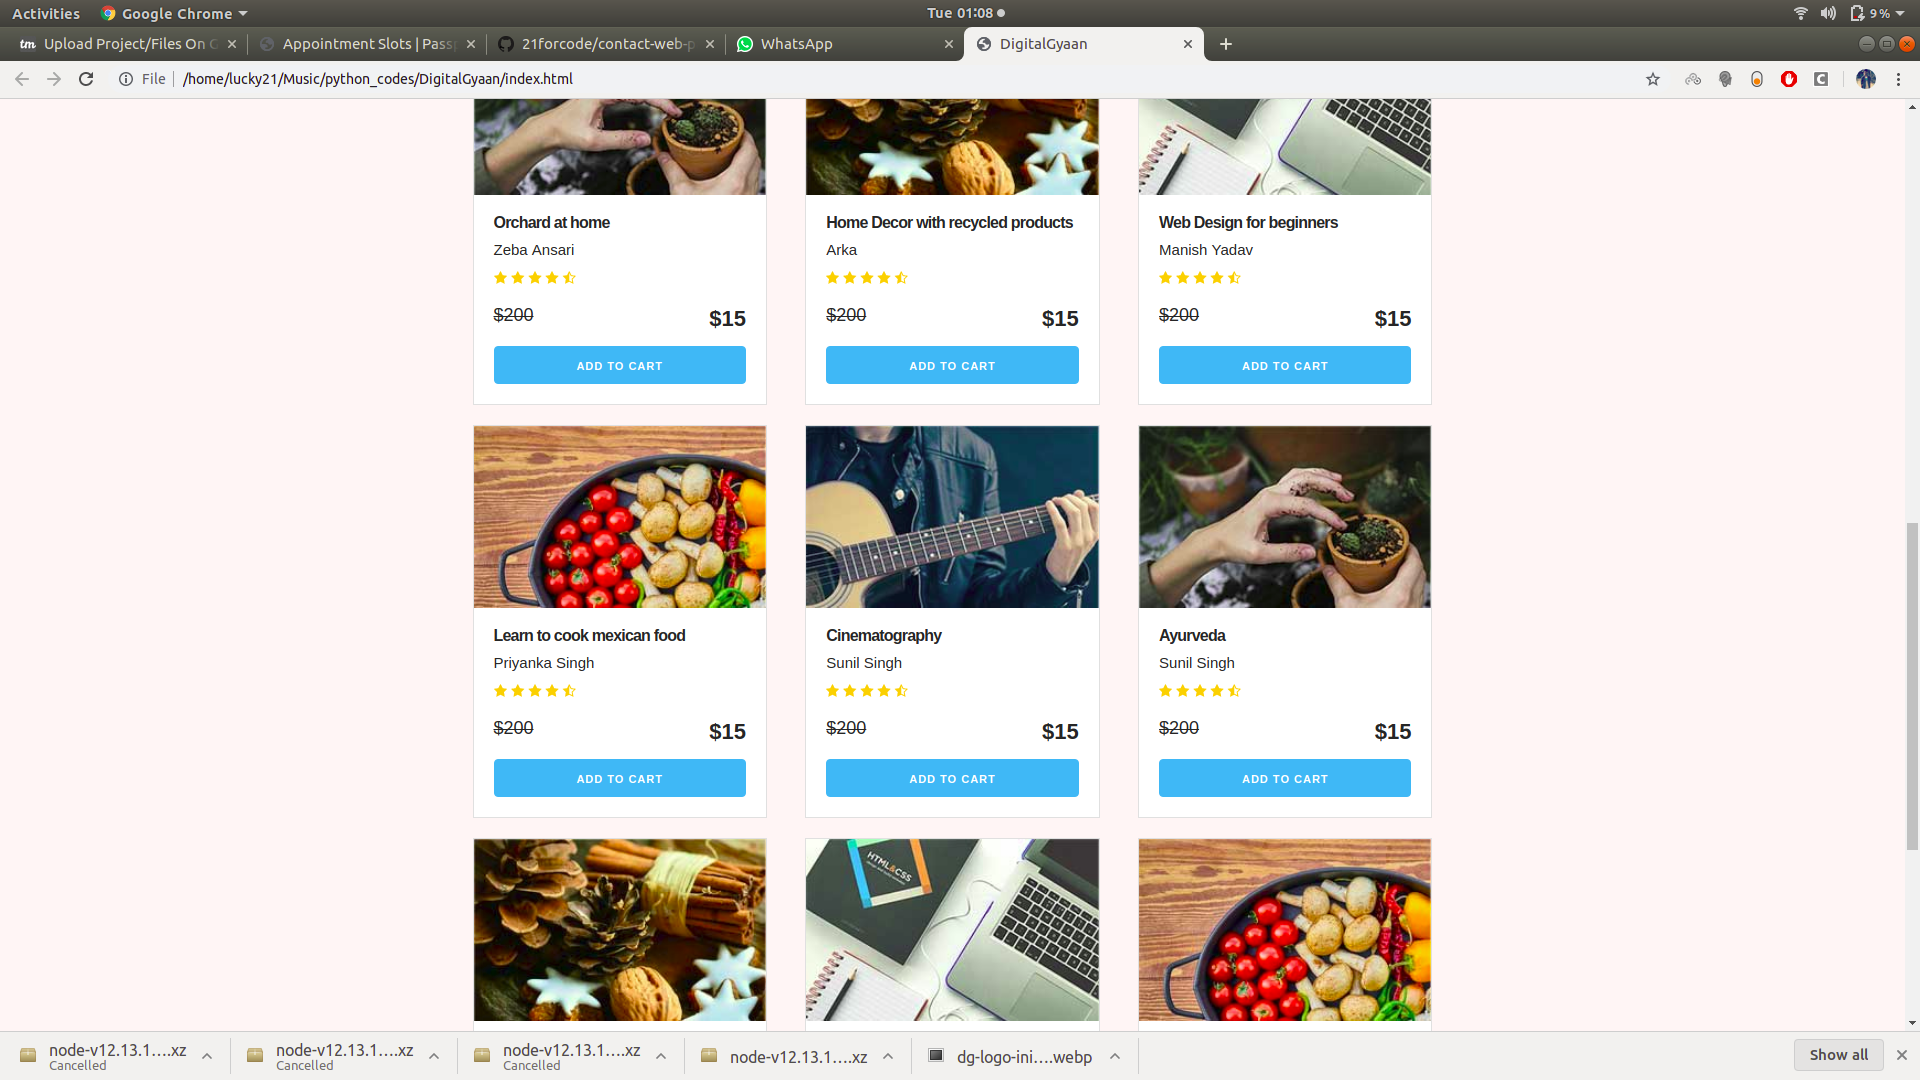 Activities
Google Chrome
Tue 01:08
9 %
tm
Upload Project/Files On G
Appointment Slots | Pass
21forcode/contact-web-p
WhatsApp
DigitalGyaan
File
/home/lucky21/Music/python_codes/DigitalGyaan/index.html
Orchard at home
Home Decor with recycled products
Web Design for beginners
Zeba Ansari
Arka
Manish Yadav
$200
$15
$200
$15
$200
$15
ADD TO CART
ADD TO CART
ADD TO CART
Learn to cook mexican food
Cinematography
Ayurveda
Priyanka Singh
Sunil Singh
Sunil Singh
$200
$15
$200
$15
$200
$15
ADD TO CART
ADD TO CART
ADD TO CART
HTML&CSS
node-v12.13.1....xz
Cancelled
node-v12.13.1....xz
Cancelled
node-v12.13.1....xz
Cancelled
node-v12.13.1....xz
dg-logo-ini....webp
Show all